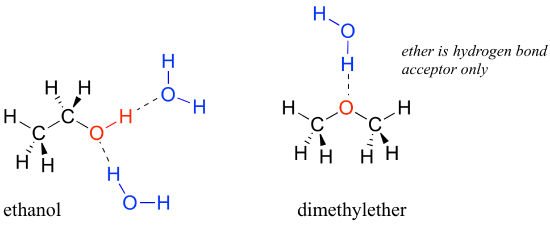 H
O
H
ether is hydrogen bond
acceptor only
H
H H
O
H
H C H O
C
H H
H
O H
H O H
H C C H
H H H H
ethanol
dimethylether